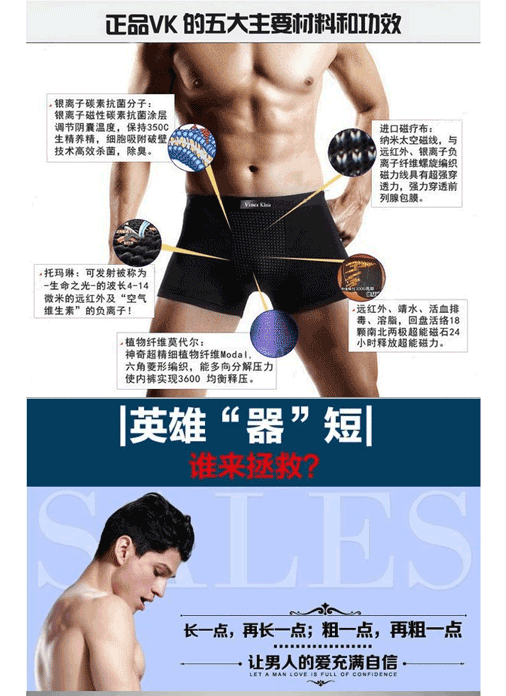 正品VK 的五大主要材料和功效
银离子碳素抗菌分子:
银离子磁性碳素抗菌涂层
调节阴囊温度,保持350C
生精养精,细胞吸附破壁
技术高效杀菌,除臭。
进口磁疗布:
纳米太空磁线,与
远红外、银离子负
离子纤维螺旋编织
磁力线具有超强穿
透力,强力穿透前
列腺包膜。
Vines Klein
托玛琳:可发射被称为
-生命之光-的波长4-14
微米的远红外及“空气
维生素”的负离子!
远红外、靖水、活血排
毒、溶脂,回盘活络18
颗南北两极超能磁石24
小时释放超能磁力。
植物纤维莫代尔:
神奇超精细植物纤维Modal,
六角菱形编织,能多向分解压力
使内裤实现3600 均衡释压。
英雄“器”短
谁来拯救?
SALES
长一点,再长一点;粗一点,再粗一点
让男人的爱充满自信
LET A MAN LOVE IS FULL OF CONFIDENCE